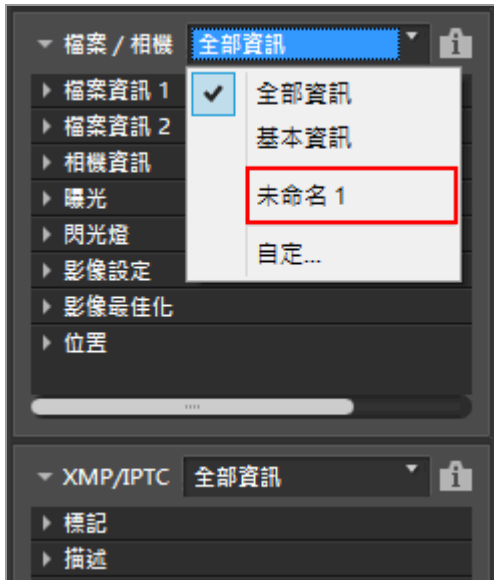 檔案 / 相機 全部資訊
檔案資訊 1
檔案資訊 2
相機資訊
曝光
閃光燈
影像設定
影像最佳化
位置
全部資訊
基本資訊
未命名 1
自定...
XMP/IPTC 全部資訊
標記
描述